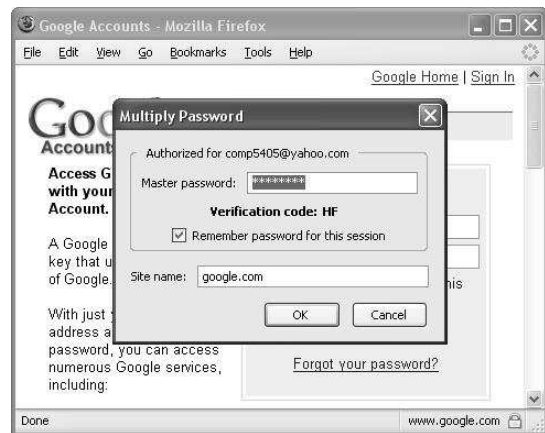 Google Accounts - Mozilla Firefox
File Edit View Go Bookmarks Tools Help
Google Home | Sign In
Goo
Account
Multiply Password
Authorized for comp5405@yahoo.com
Master password: ********
Verification code: HF
Remember password for this session
Site name: google.com
OK Cancel
Access G
with your
Account.
A Google
key that u
of Google.
his
With just
address a
password, you can access
numerous Google services,
including:
Forgot your password?
Done www.google.com